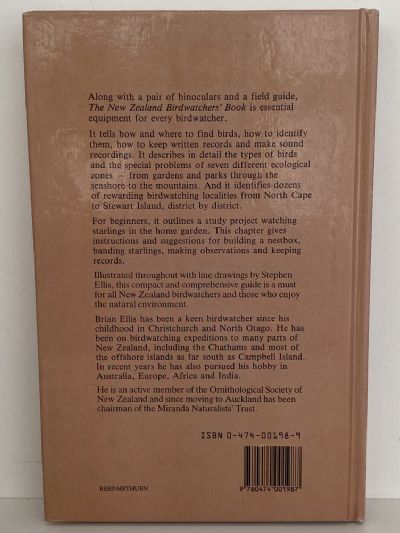 Along with a pair of binoculars and a field guide,
The New Zealand Birdwatchers' Book is essential
equipment for every birdwatcher.
It tells how and where to find birds, how to identify
them, how to keep written records and make sound
recordings. It describes in detail the types of birds
and the special problems of seven different ecological
zones — from gardens and parks through the
seashore to the mountains. And it identifies dozens
of rewarding birdwatching localities from North Cape
to Stewart Island, district by district.
For beginners, it outlines a study project watching
starlings in the home garden. This chapter gives
instructions and suggestions for building a nestbox,
banding starlings, making observations and keeping
records.
Illustrated throughout with line drawings by Stephen
Ellis, this compact and comprehensive guide is a must
for all New Zealand birdwatchers and those who enjoy
the natural environment.
Brian Ellis has been a keen birdwatcher since his
childhood in Christchurch and North Otago. He has
been on birdwatching expeditions to many parts of
New Zealand, including the Chathams and most of
the offshore islands as far south as Campbell Island.
In recent years he has also pursued his hobby in
Australia, Europe, Africa and India.
He is an active member of the Ornithological Society of
New Zealand and since moving to Auckland has been
chairman of the Miranda Naturalists' Trust.
ISBN 0-474-00198-9
REED METHUEN
9780474001987